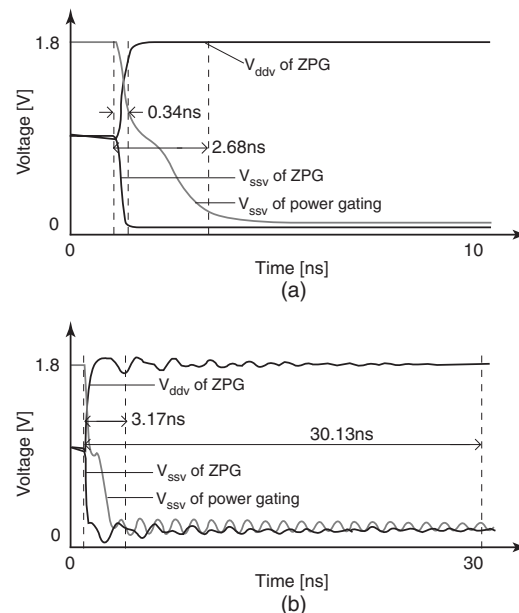 1.8
V_ddv of ZPG
0.34ns
2.68ns
V_ssv of ZPG
V_ssv of power gating
Voltage [V]
0
0
10
Time [ns]
(a)
1.8
V_ddv of ZPG
3.17ns
30.13ns
V_ssv of ZPG
V_ssv of power gating
Voltage [V]
0
0
30
Time [ns]
(b)